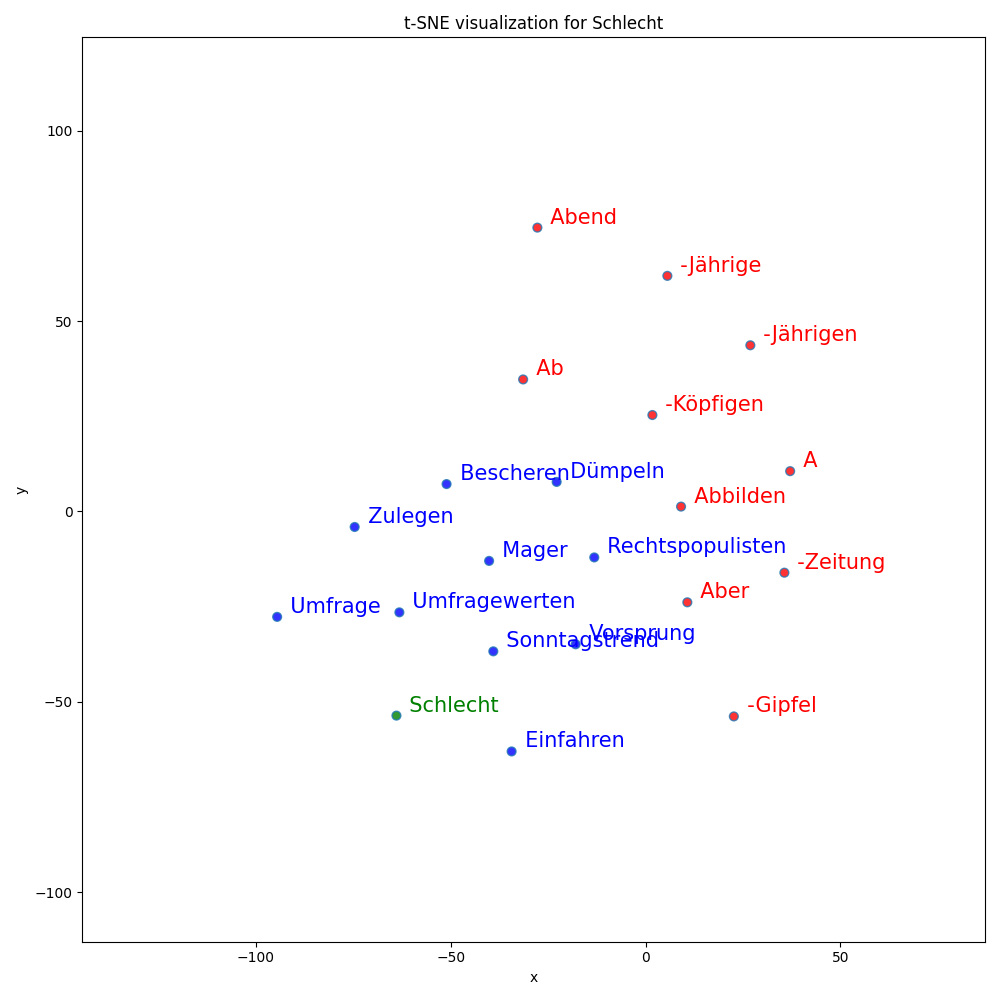 t-SNE visualization for Schlecht
100
50
0
−50
−100
y
Abend
-Jährige
-Jährigen
Ab
-Köpfigen
A
Bescheren
Dümpeln
Abbilden
Zulegen
Mager
Rechtspopulisten
-Zeitung
Aber
Umfrage
Umfragewerten
Vorsprung
Sonntagstrend
Schlecht
-Gipfel
Einfahren
−100
−50
0
50
x